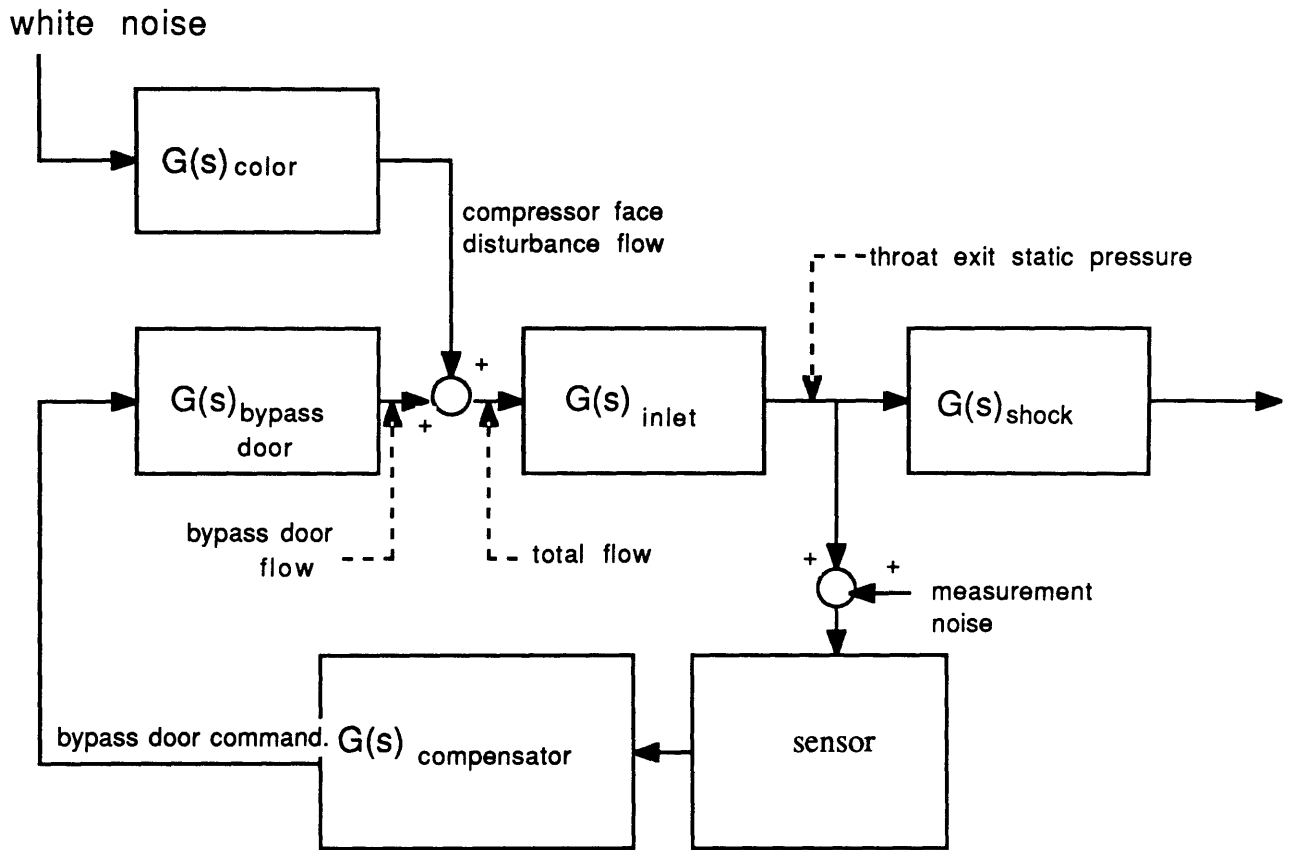 white noise
G(s) color
compressor face
disturbance flow
throat exit static pressure
G(s) bypass
door
+
+
G(s) inlet
G(s) shock
bypass door
flow
total flow
+
+
measurement
noise
bypass door command.
G(s) compensator
sensor